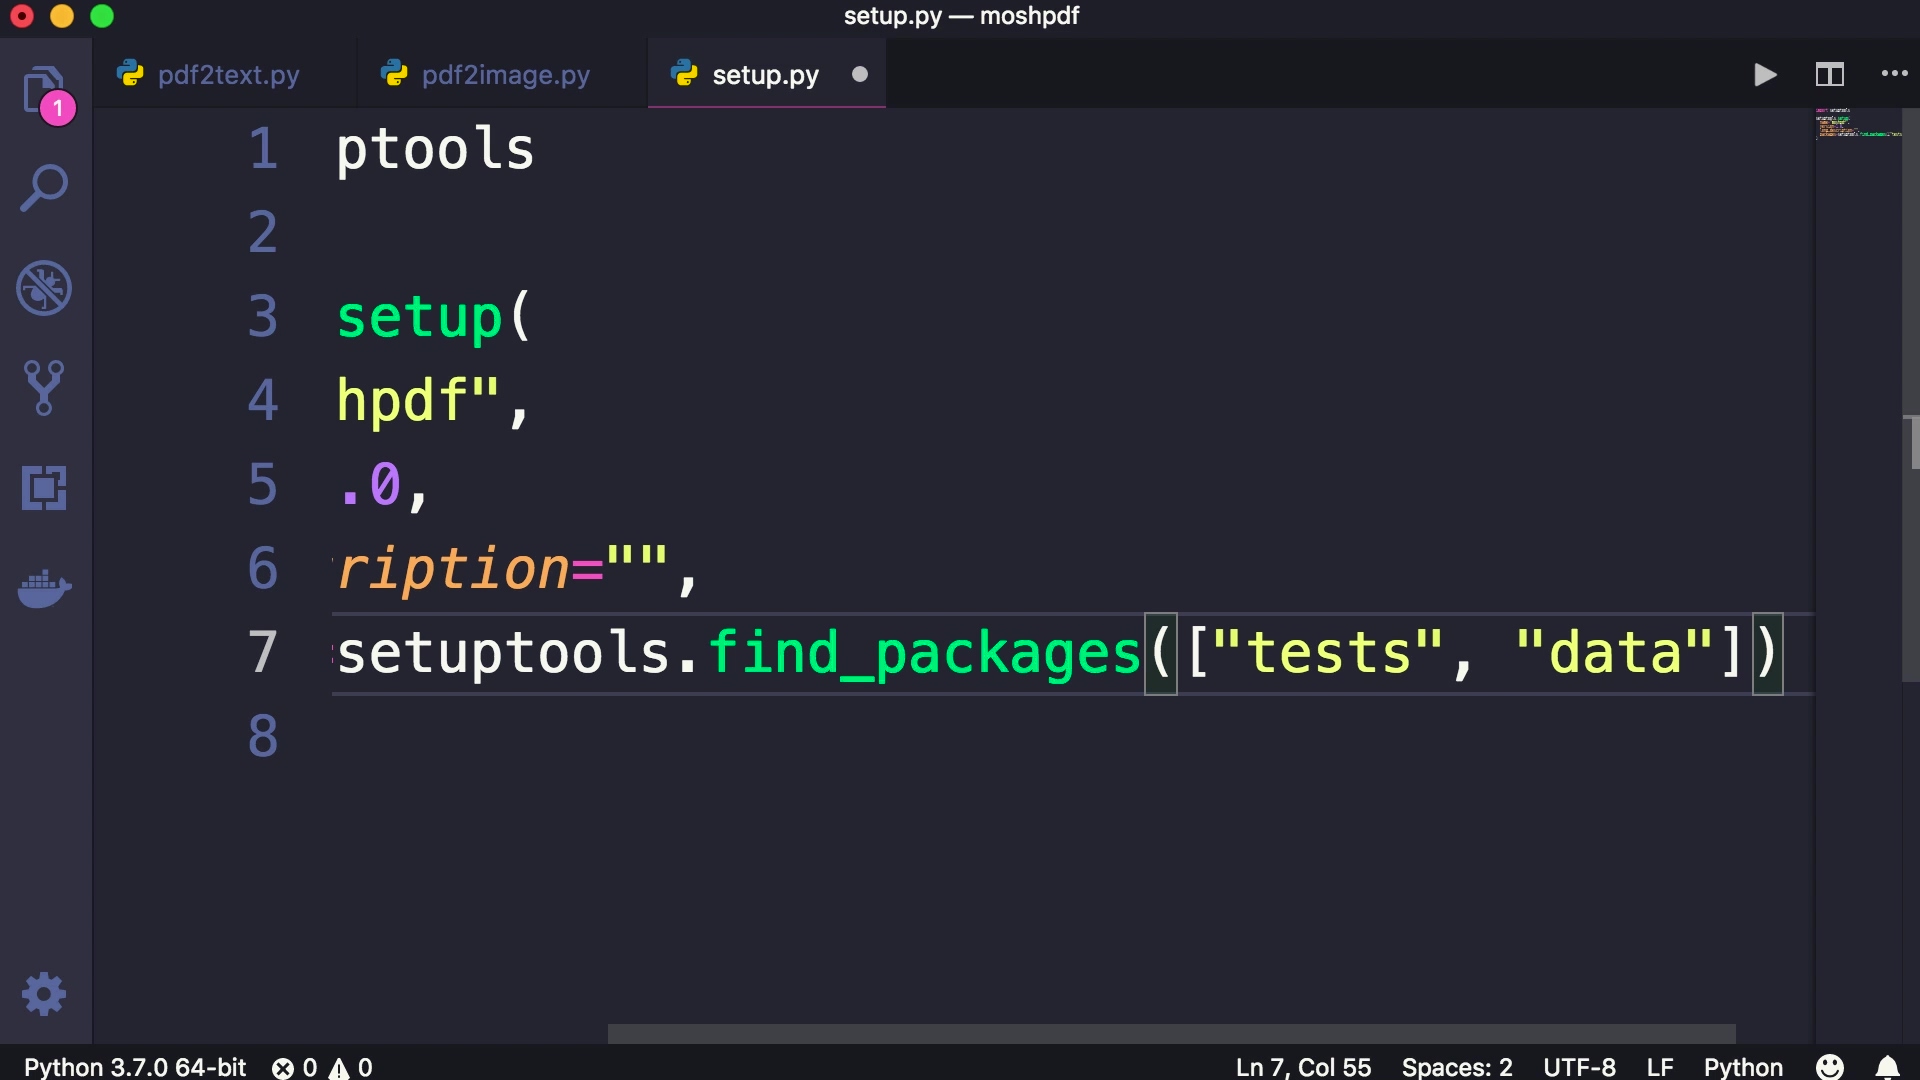 setup.py — moshpdf
pdf2text.py
pdf2image.py
setup.py
1
1 ptools
2
3 setup(
4 hpdf",
5 .0,
6 ription="",
7 setuptools.find_packages(["tests", "data"])
8
Python 3.7.0 64-bit 0 0 Ln 7, Col 55 Spaces: 2 UTF-8 LF Python